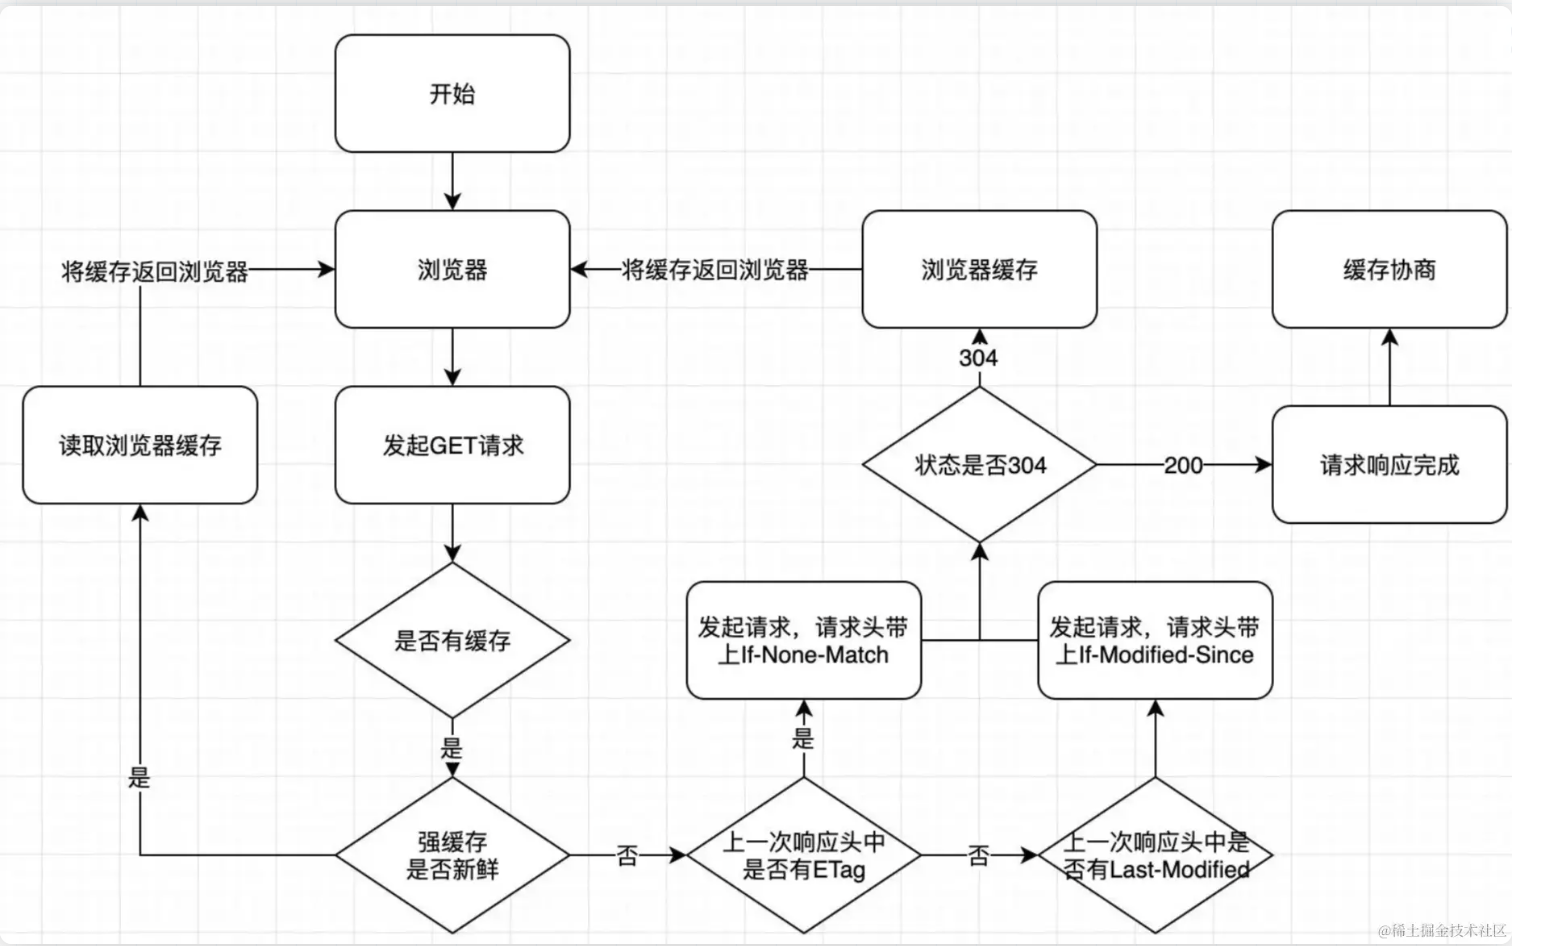 开始
将缓存返回浏览器
浏览器
将缓存返回浏览器
浏览器缓存
缓存协商
304
读取浏览器缓存
发起GET请求
状态是否304
200
请求响应完成
是否有缓存
发起请求，请求头带
上If-None-Match
发起请求，请求头带
上If-Modified-Since
是
是
是
强缓存
是否新鲜
否
上一次响应头中
是否有ETag
否
上一次响应头中是
否有Last-Modified
@稀土掘金技术社区